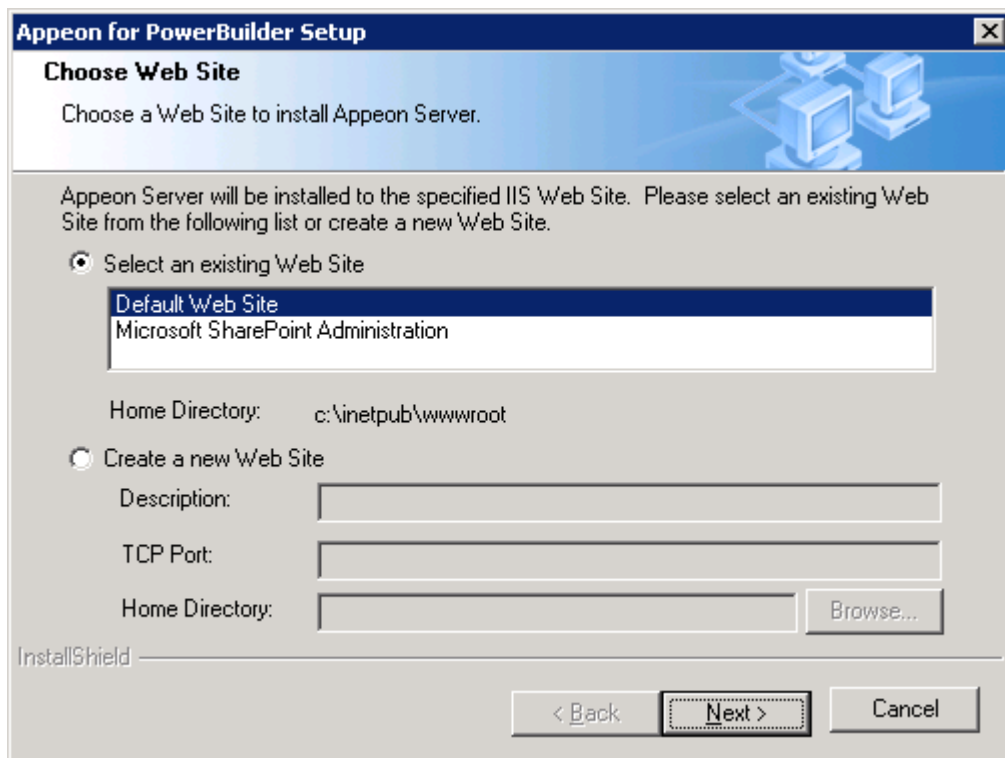 Appeon for PowerBuilder Setup
Choose Web Site
Choose a Web Site to install Appeon Server.
Appeon Server will be installed to the specified IIS Web Site.  Please select an existing Web
Site from the following list or create a new Web Site.
Select an existing Web Site
Default Web Site
Microsoft SharePoint Administration
Home Directory: c:\inetpub\wwwroot
Create a new Web Site
Description:
TCP Port:
Home Directory: Browse...
InstallShield
< Back Next > Cancel